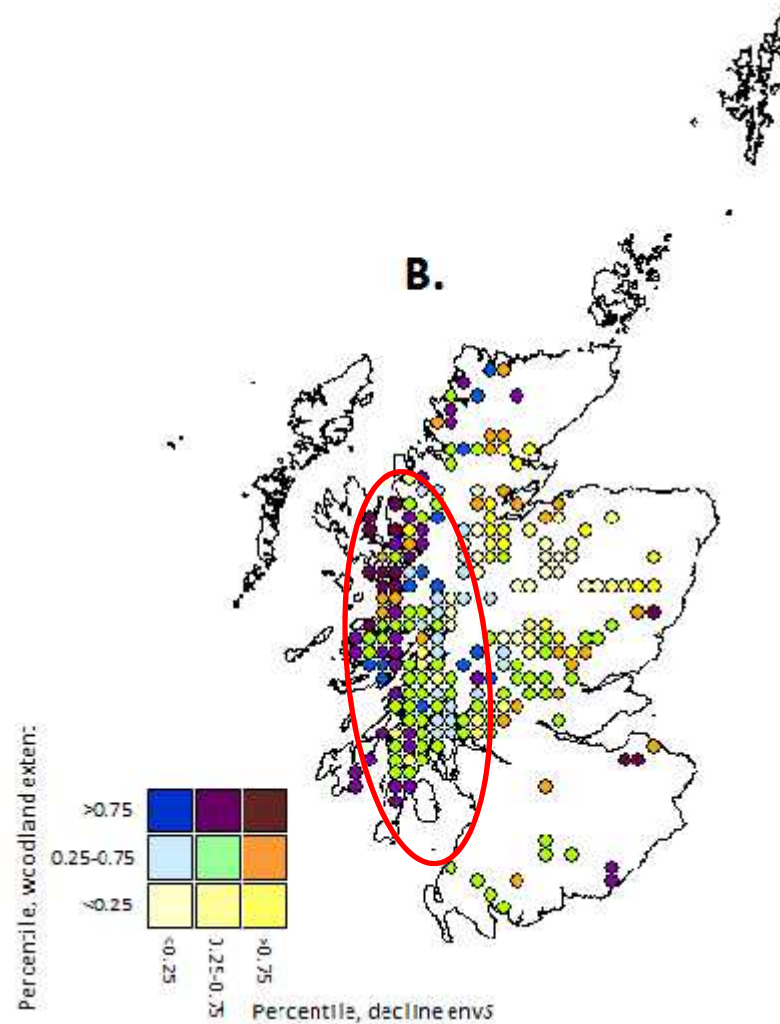 B.
Percentile, woodland extent
>0.75
0.25-0.75
<0.25
<0.25
0.25-0.75
>0.75
Percentile, decline envS